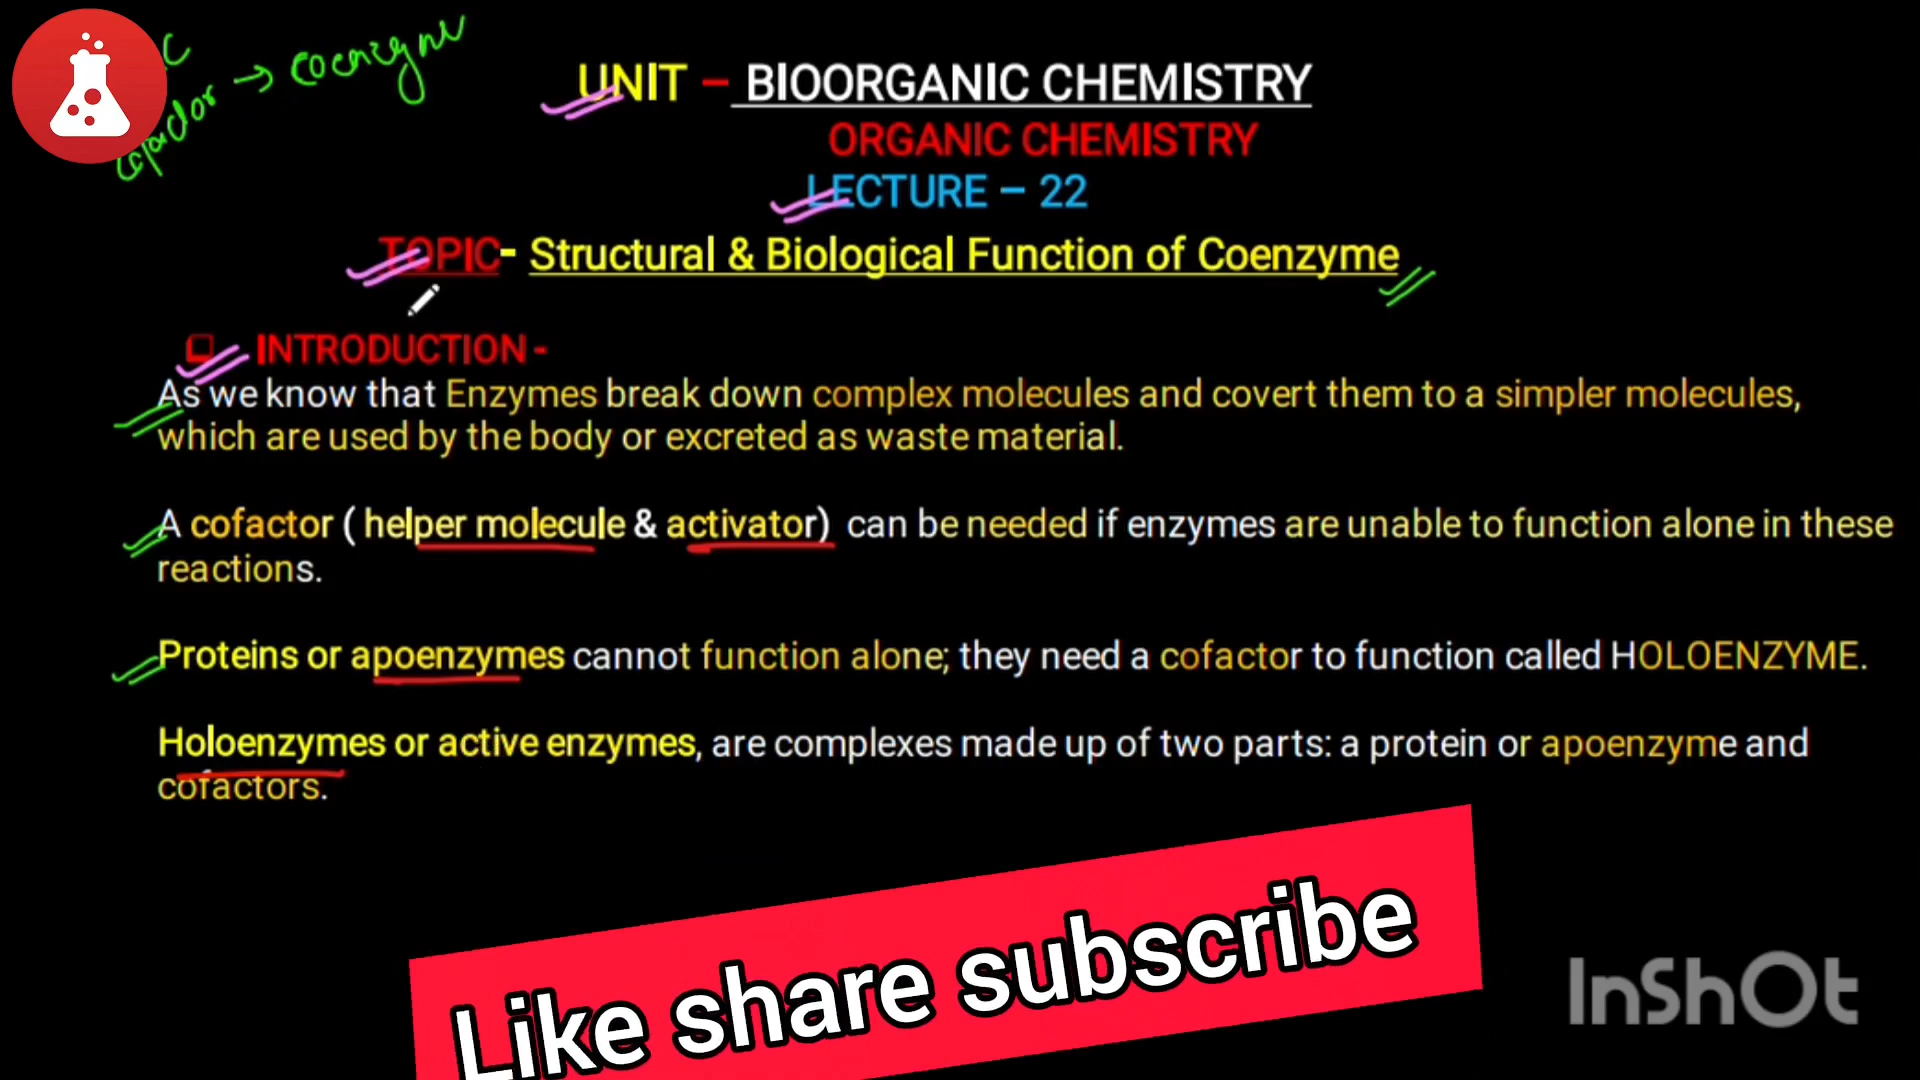 cofactor → coenzyme
UNIT – BIOORGANIC CHEMISTRY
ORGANIC CHEMISTRY
LECTURE – 22
TOPIC- Structural & Biological Function of Coenzyme
INTRODUCTION -
As we know that Enzymes break down complex molecules and covert them to a simpler molecules,
which are used by the body or excreted as waste material.
A cofactor ( helper molecule & activator) can be needed if enzymes are unable to function alone in these
reactions.
Proteins or apoenzymes cannot function alone; they need a cofactor to function called HOLOENZYME.
Holoenzymes or active enzymes, are complexes made up of two parts: a protein or apoenzyme and
cofactors.
Like share subscribe
InShOt